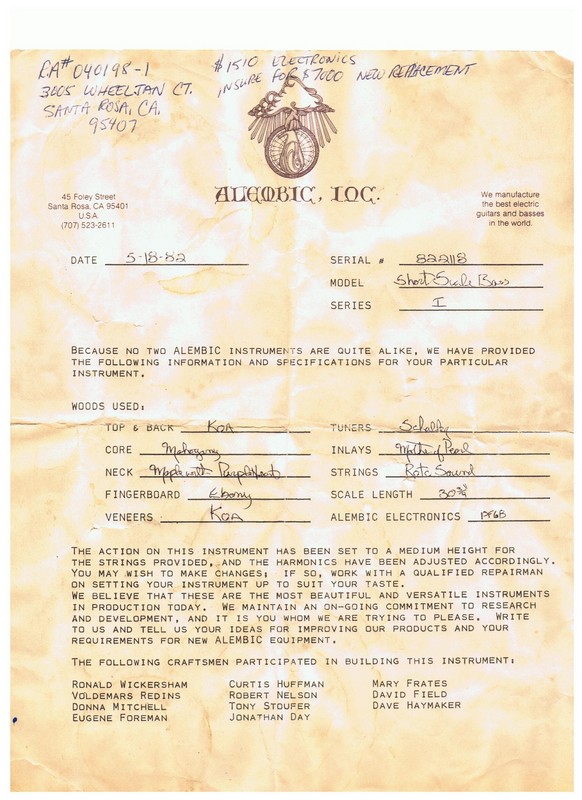 R.A# 040198-1
3005 WHEELTAN CT.
SANTA ROSA, CA.
95407
$1510 ELECTRONICS
INSURE FOR $7000 NEW REPLACEMENT
ALEMBIC, INC.
45 Foley Street
Santa Rosa, CA 95401
U.S.A.
(707) 523-2611
We manufacture
the best electric
guitars and basses
in the world.
DATE 5-18-82
SERIAL # 822118
MODEL Short Scale Bass
SERIES I
BECAUSE NO TWO ALEMBIC INSTRUMENTS ARE QUITE ALIKE, WE HAVE PROVIDED
THE FOLLOWING INFORMATION AND SPECIFICATIONS FOR YOUR PARTICULAR
INSTRUMENT.
WOODS USED:
TOP & BACK KOA
TUNERS Schaller
CORE Mahogany
INLAYS Mother of Pearl
NECK Maple with Purpleheart
STRINGS Roto Sound
FINGERBOARD Ebony
SCALE LENGTH 30¾
VENEERS KOA
ALEMBIC ELECTRONICS PF6B
THE ACTION ON THIS INSTRUMENT HAS BEEN SET TO A MEDIUM HEIGHT FOR
THE STRINGS PROVIDED, AND THE HARMONICS HAVE BEEN ADJUSTED ACCORDINGLY.
YOU MAY WISH TO MAKE CHANGES; IF SO, WORK WITH A QUALIFIED REPAIRMAN
ON SETTING YOUR INSTRUMENT UP TO SUIT YOUR TASTE.
WE BELIEVE THAT THESE ARE THE MOST BEAUTIFUL AND VERSATILE INSTRUMENTS
IN PRODUCTION TODAY. WE MAINTAIN AN ON-GOING COMMITMENT TO RESEARCH
AND DEVELOPMENT, AND IT IS YOU WHOM WE ARE TRYING TO PLEASE. WRITE
TO US AND TELL US YOUR IDEAS FOR IMPROVING OUR PRODUCTS AND YOUR
REQUIREMENTS FOR NEW ALEMBIC EQUIPMENT.
THE FOLLOWING CRAFTSMEN PARTICIPATED IN BUILDING THIS INSTRUMENT:
RONALD WICKERSHAM CURTIS HUFFMAN MARY FRATES
VOLDEMARS REDINS ROBERT NELSON DAVID FIELD
DONNA MITCHELL TONY STOUFER DAVE HAYMAKER
EUGENE FOREMAN JONATHAN DAY